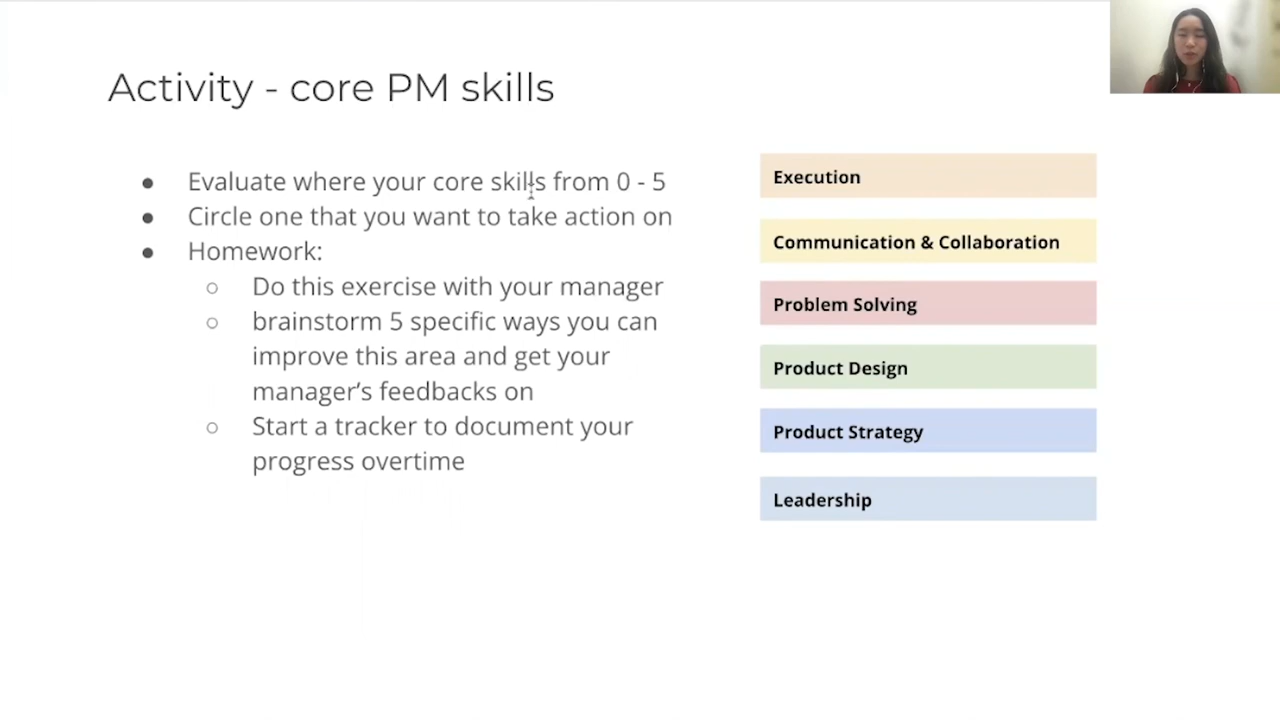 Activity - core PM skills
● Evaluate where your core skills from 0 - 5
● Circle one that you want to take action on
● Homework:
○ Do this exercise with your manager
○ brainstorm 5 specific ways you can
improve this area and get your
manager’s feedbacks on
○ Start a tracker to document your
progress overtime
Execution
Communication & Collaboration
Problem Solving
Product Design
Product Strategy
Leadership